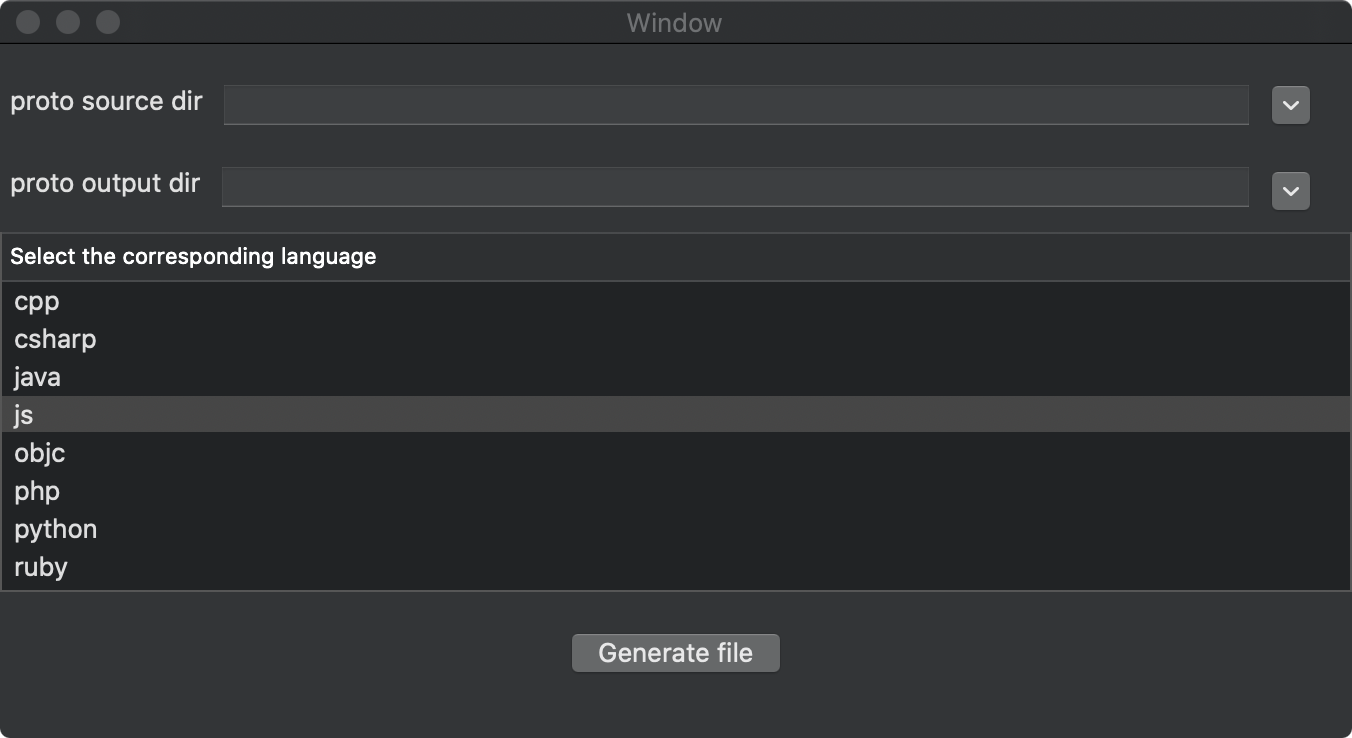 Window
proto source dir
proto output dir
Select the corresponding language
cpp
csharp
java
js
objc
php
python
ruby
Generate file